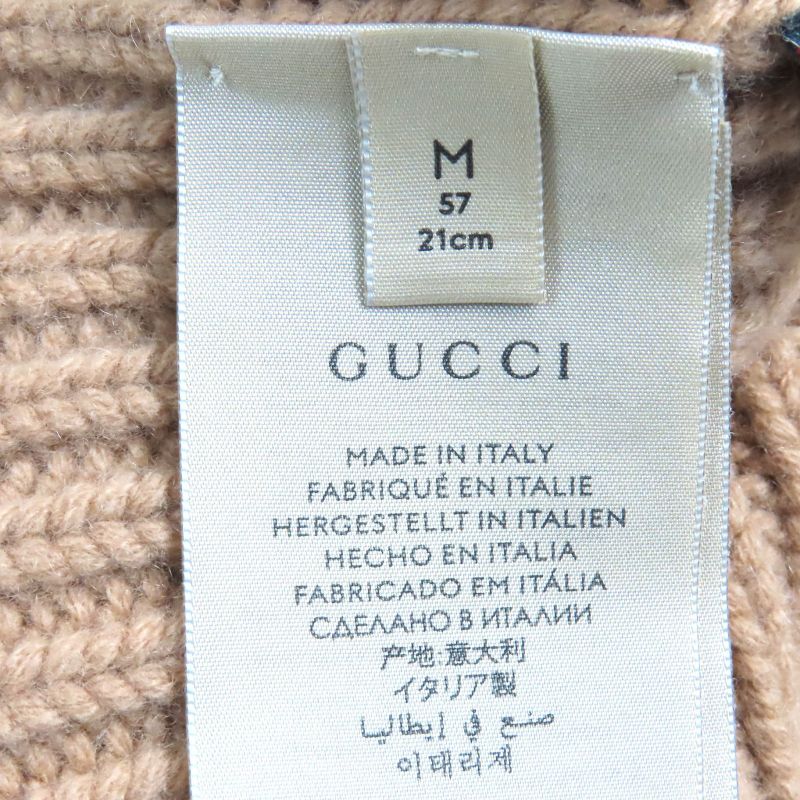 M
57
21cm
GUCCI
MADE IN ITALY
FABRIQUÉ EN ITALIE
HERGESTELLT IN ITALIEN
HECHO EN ITALIA
FABRICADO EM ITÁLIA
СДЕЛАНО В ИТАЛИИ
产地:意大利
イタリア製
صنع في إيطاليا
이태리제